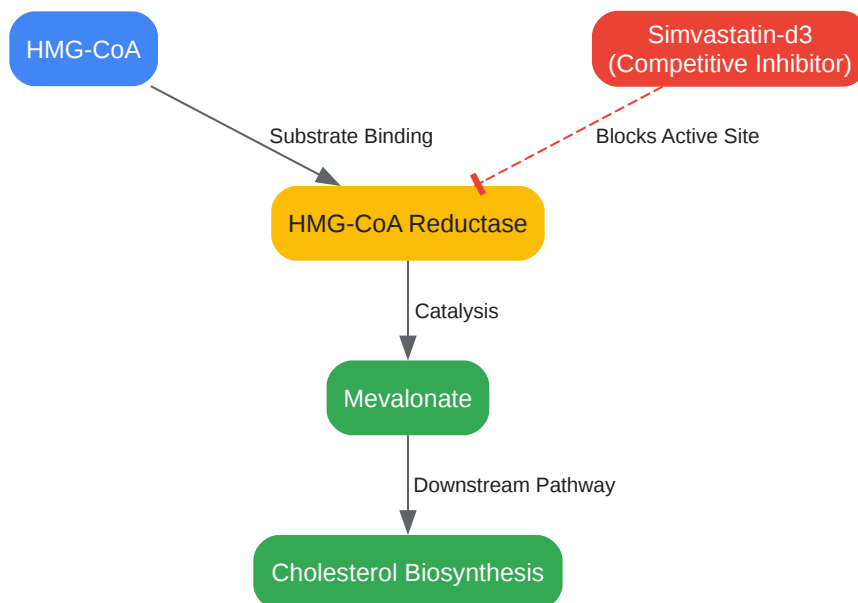 HMG-CoA
Simvastatin-d3
(Competitive Inhibitor)
Substrate Binding
Blocks Active Site
HMG-CoA Reductase
Catalysis
Mevalonate
Downstream Pathway
Cholesterol Biosynthesis